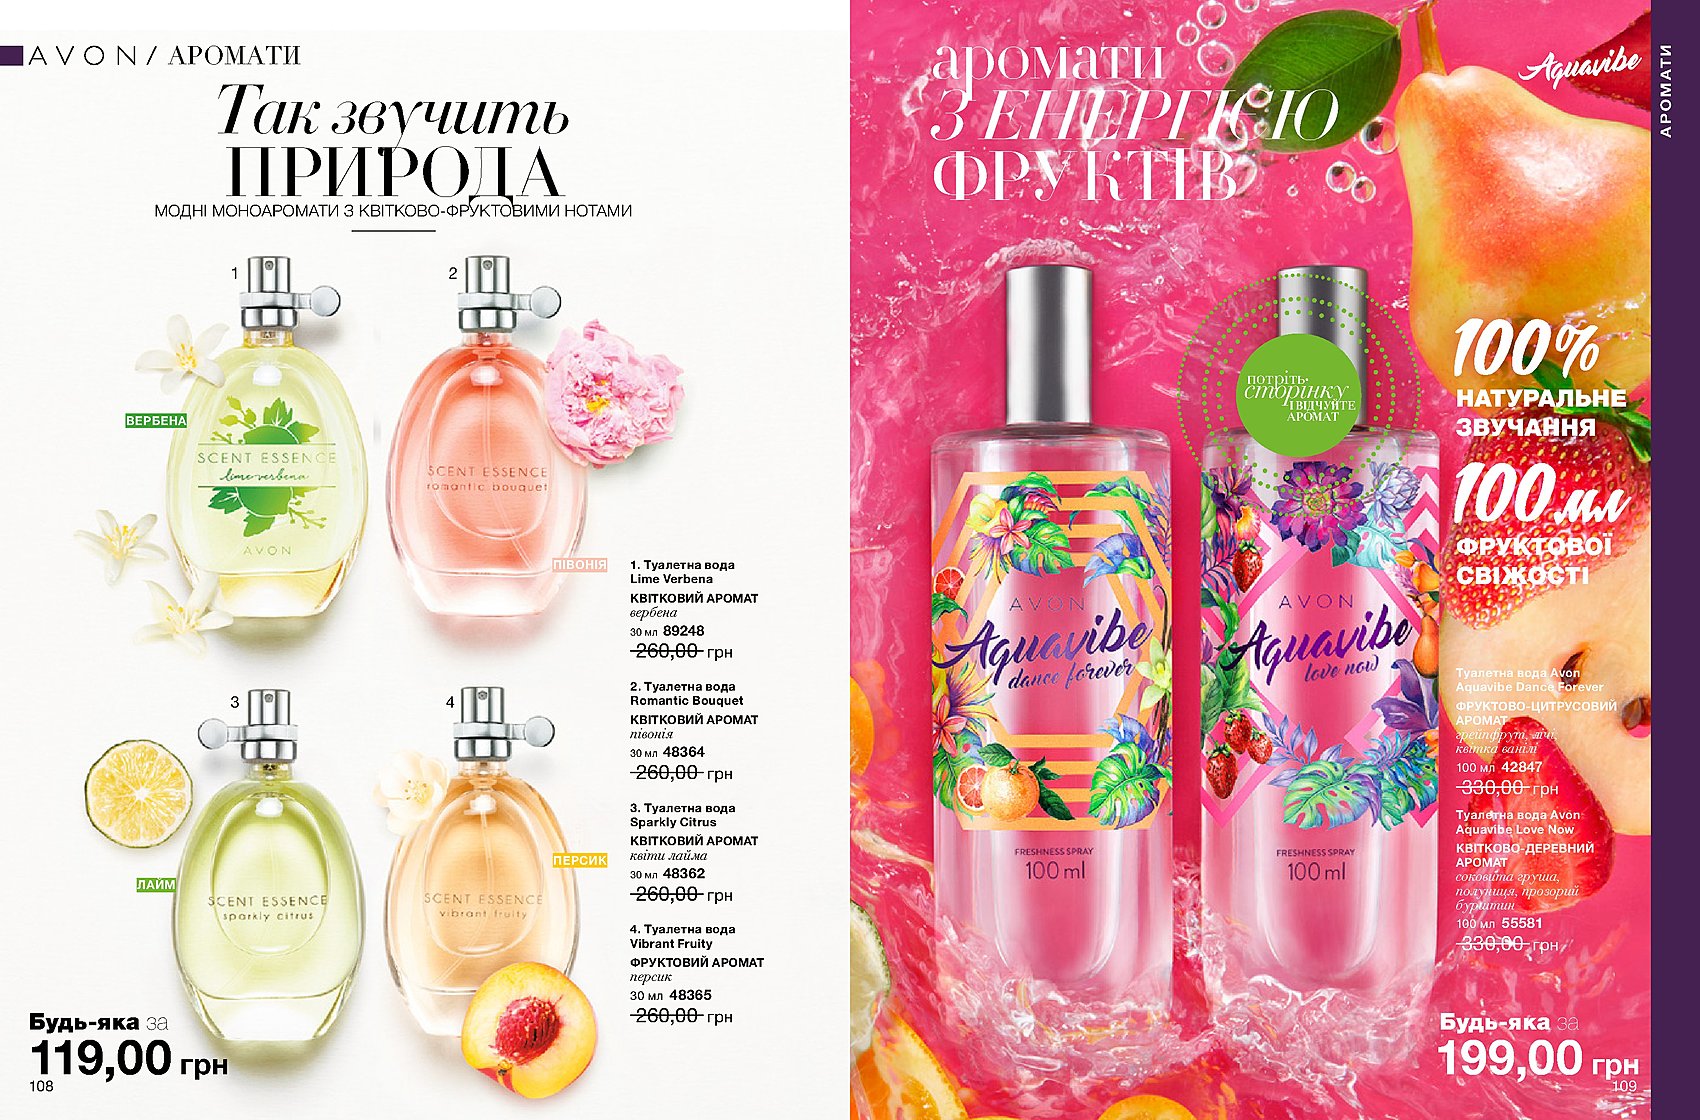 AVON/ АРОМАТИ
Так звучить
ПРИРОДА
МОДНІ МОНОАРОМАТИ З КВІТКОВО-ФРУКТОВИМИ НОТАМИ
1
2
ВЕРБЕНА
SCENT ESSENCE
lime verbena
AVON
SCENT ESSENCE
romantic bouquet
ПІВОНІЯ
3
4
ЛАЙМ
SCENT ESSENCE
sparkly citrus
SCENT ESSENCE
vibrant fruity
ПЕРСИК
1. Туалетна вода
Lime Verbena
КВІТКОВИЙ АРОМАТ
вербена
30 мл 89248
260,00 грн
2. Туалетна вода
Romantic Bouquet
КВІТКОВИЙ АРОМАТ
півонія
30 мл 48364
260,00 грн
3. Туалетна вода
Sparkly Citrus
КВІТКОВИЙ АРОМАТ
квіти лайма
30 мл 48362
260,00 грн
4. Туалетна вода
Vibrant Fruity
ФРУКТОВИЙ АРОМАТ
персик
30 мл 48365
260,00 грн
Будь-яка за
119,00 грн
108
аромати
З ЕНЕРГІЄЮ
ФРУКТІВ
Aquavibe
АРОМАТИ
ПОТРІТЬ
сторінку
І ВІДЧУЙТЕ
АРОМАТ
100%
НАТУРАЛЬНЕ
ЗВУЧАННЯ
100 мл
ФРУКТОВОЇ
СВІЖОСТІ
AVON
Aquavibe
dance forever
FRESHNESS SPRAY
100 ml
AVON
Aquavibe
love now
FRESHNESS SPRAY
100 ml
Туалетна вода Avon
Aquavibe Dance Forever
ФРУКТОВО-ЦИТРУСОВИЙ
АРОМАТ
грейпфрут, лічі,
квітка ванілі
100 мл 42847
330,00 грн
Туалетна вода Avon
Aquavibe Love Now
КВІТКОВО-ДЕРЕВНИЙ
АРОМАТ
соковита груша,
полуниця, прозорий
бурштин
100 мл 55581
330,00 грн
Будь-яка за
199,00 грн
109